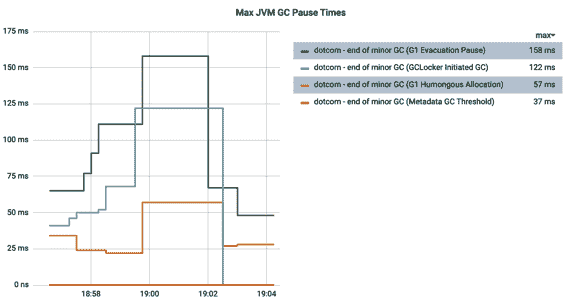 Max JVM GC Pause Times
175 ms
150 ms
125 ms
100 ms
75 ms
50 ms
25 ms
0 ns
18:58
19:00
19:02
19:04
max
dotcom - end of minor GC (G1 Evacuation Pause) 158 ms
dotcom - end of minor GC (GCLocker Initiated GC) 122 ms
dotcom - end of minor GC (G1 Humongous Allocation) 57 ms
dotcom - end of minor GC (Metadata GC Threshold) 37 ms